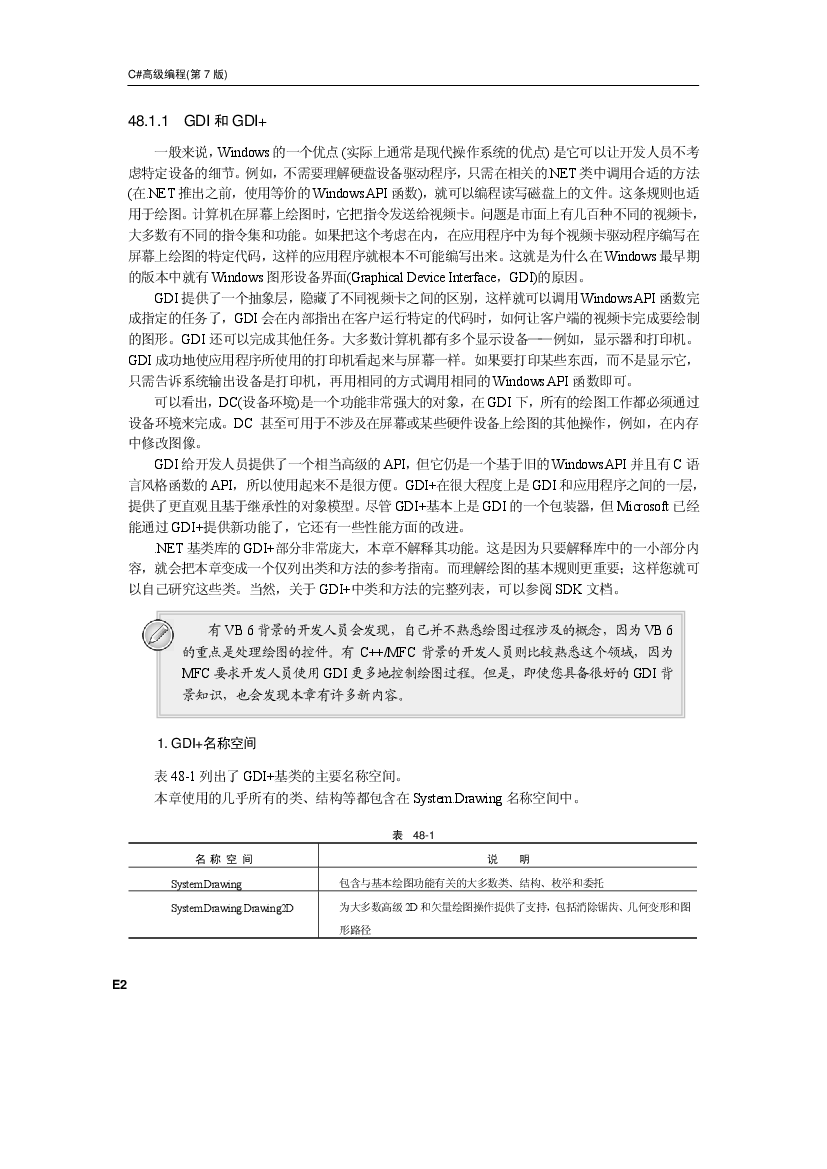 C#高级编程(第 7 版)
48.1.1 GDI 和 GDI+
一般来说，Windows 的一个优点 (实际上通常是现代操作系统的优点) 是它可以让开发人员不考
虑特定设备的细节。例如，不需要理解硬盘设备驱动程序，只需在相关的.NET 类中调用合适的方法
(在.NET 推出之前，使用等价的 Windows API 函数)，就可以编程读写磁盘上的文件。这条规则也适
用于绘图。计算机在屏幕上绘图时，它把指令发送给视频卡。问题是市面上有几百种不同的视频卡，
大多数有不同的指令集和功能。如果把这个考虑在内，在应用程序中为每个视频卡驱动程序编写在
屏幕上绘图的特定代码，这样的应用程序就根本不可能编写出来。这就是为什么在 Windows 最早期
的版本中就有 Windows 图形设备界面(Graphical Device Interface，GDI)的原因。
GDI 提供了一个抽象层，隐藏了不同视频卡之间的区别，这样就可以调用 Windows API 函数完
成指定的任务了，GDI 会在内部指出在客户运行特定的代码时，如何让客户端的视频卡完成要绘制
的图形。GDI 还可以完成其他任务。大多数计算机都有多个显示设备——例如，显示器和打印机。
GDI 成功地使应用程序所使用的打印机看起来与屏幕一样。如果要打印某些东西，而不是显示它，
只需告诉系统输出设备是打印机，再用相同的方式调用相同的 Windows API 函数即可。
可以看出，DC(设备环境)是一个功能非常强大的对象，在 GDI 下，所有的绘图工作都必须通过
设备环境来完成。DC 甚至可用于不涉及在屏幕或某些硬件设备上绘图的其他操作，例如，在内存
中修改图像。
GDI 给开发人员提供了一个相当高级的 API，但它仍是一个基于旧的 Windows API 并且有 C 语
言风格函数的 API，所以使用起来不是很方便。GDI+在很大程度上是 GDI 和应用程序之间的一层，
提供了更直观且基于继承性的对象模型。尽管 GDI+基本上是 GDI 的一个包装器，但 Microsoft 已经
能通过 GDI+提供新功能了，它还有一些性能方面的改进。
.NET 基类库的 GDI+部分非常庞大，本章不解释其功能。这是因为只要解释库中的一小部分内
容，就会把本章变成一个仅列出类和方法的参考指南。而理解绘图的基本规则更重要；这样您就可
以自己研究这些类。当然，关于 GDI+中类和方法的完整列表，可以参阅 SDK 文档。
有 VB 6 背景的开发人员会发现，自己并不熟悉绘图过程涉及的概念，因为 VB 6
的重点是处理绘图的控件。有 C++/MFC 背景的开发人员则比较熟悉这个领域，因为
MFC 要求开发人员使用 GDI 更多地控制绘图过程。但是，即使您具备很好的 GDI 背
景知识，也会发现本章有许多新内容。
1. GDI+名称空间
表 48-1 列出了 GDI+基类的主要名称空间。
本章使用的几乎所有的类、结构等都包含在 System.Drawing 名称空间中。
表 48-1
名 称 空 间 说 明
System.Drawing 包含与基本绘图功能有关的大多数类、结构、枚举和委托
System.Drawing.Drawing2D 为大多数高级 2D 和矢量绘图操作提供了支持，包括消除锯齿、几何变形和图
形路径
E2